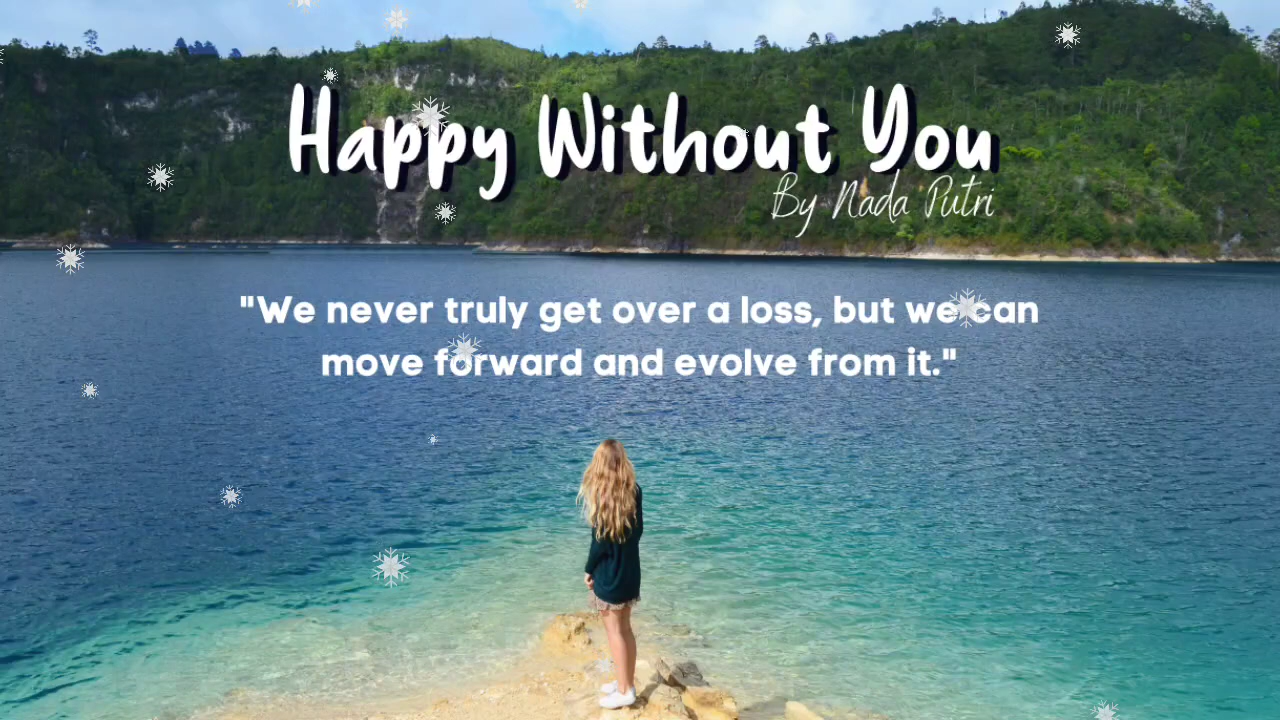 Happy Without You
By Nada Putri
"We never truly get over a loss, but we can
move forward and evolve from it."